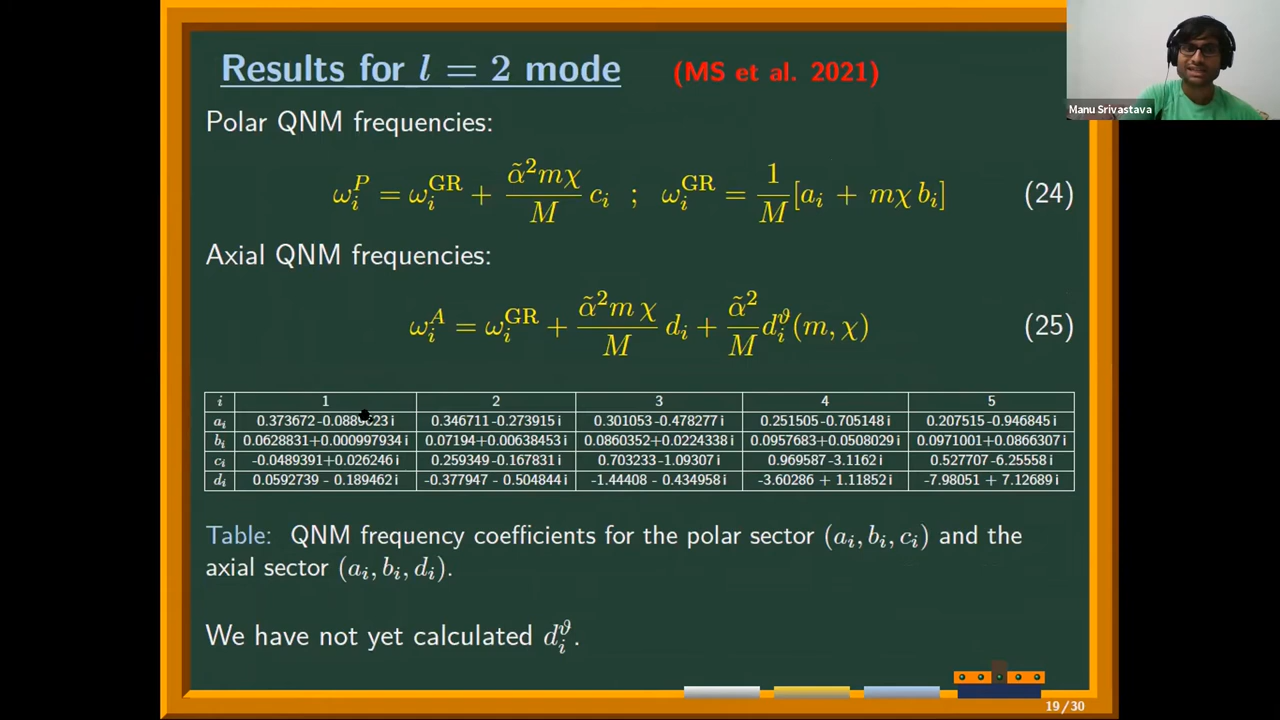 Results for l = 2 mode (MS et al. 2021)
Manu Srivastava
Polar QNM frequencies:
ω_i^P = ω_i^GR + (α̃²mχ / M) c_i ; ω_i^GR = (1/M)[a_i + mχ b_i] (24)
Axial QNM frequencies:
ω_i^A = ω_i^GR + (α̃²m χ / M) d_i + (α̃² / M) d_i^ϑ(m, χ) (25)
i 1 2 3 4 5
a_i 0.373672-0.0889623 i 0.346711-0.273915 i 0.301053-0.478277 i 0.251505-0.705148 i 0.207515-0.946845 i
b_i 0.0628831+0.000997934 i 0.07194+0.00638453 i 0.0860352+0.0224338 i 0.0957683+0.0508029 i 0.0971001+0.0866307 i
c_i -0.0489391+0.026246 i 0.259349-0.167831 i 0.703233-1.09307 i 0.969587-3.1162 i 0.527707-6.25558 i
d_i 0.0592739 - 0.189462 i -0.377947 - 0.504844 i -1.44408 - 0.434958 i -3.60286 + 1.11852 i -7.98051 + 7.12689 i
Table: QNM frequency coefficients for the polar sector (a_i, b_i, c_i) and the
axial sector (a_i, b_i, d_i).
We have not yet calculated d_i^ϑ.
19/30